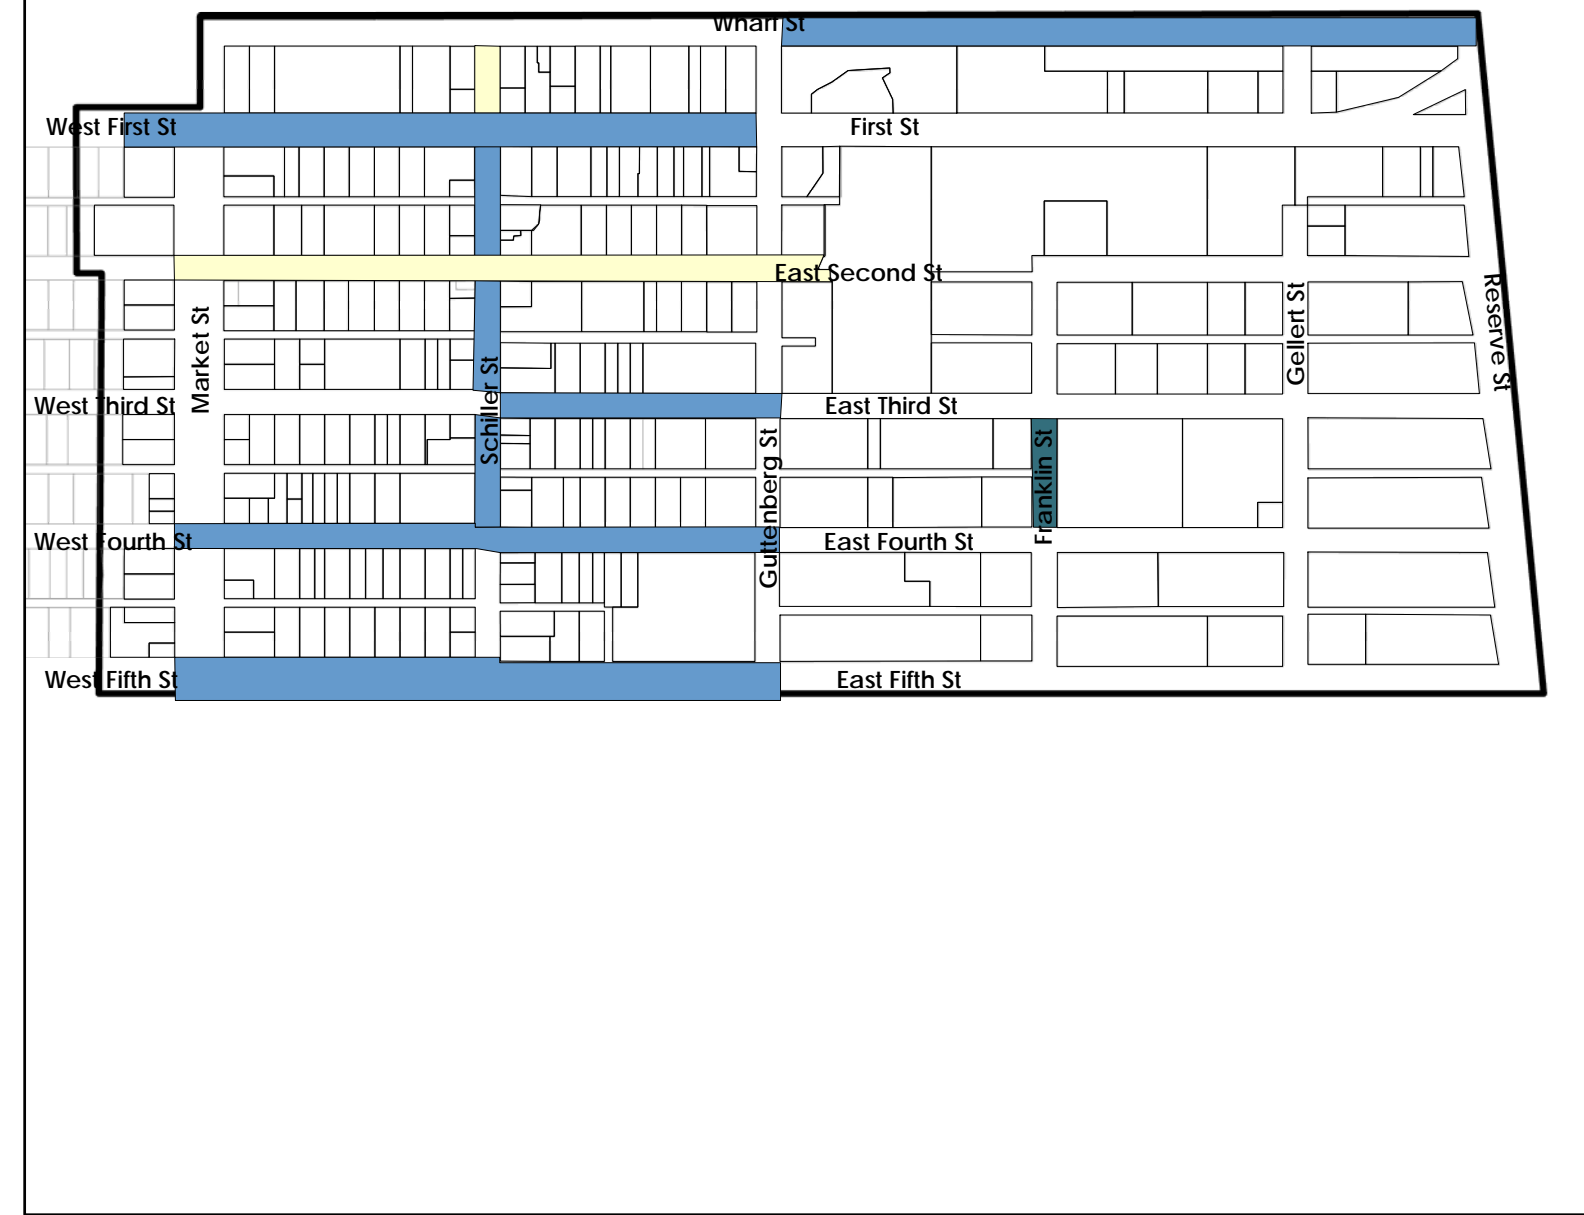 Wharf St
West First St
First St
East Second St
Market St
Gellert St
Reserve St
Schiller St
West Third St
East Third St
Guttenberg St
Franklin St
West Fourth St
East Fourth St
West Fifth St
East Fifth St